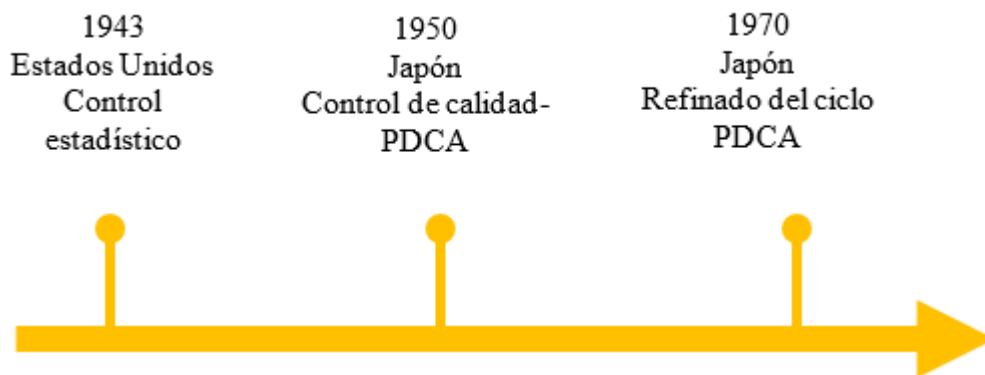 1943
Estados Unidos
Control
estadístico
1950
Japón
Control de calidad-
PDCA
1970
Japón
Refinado del ciclo
PDCA